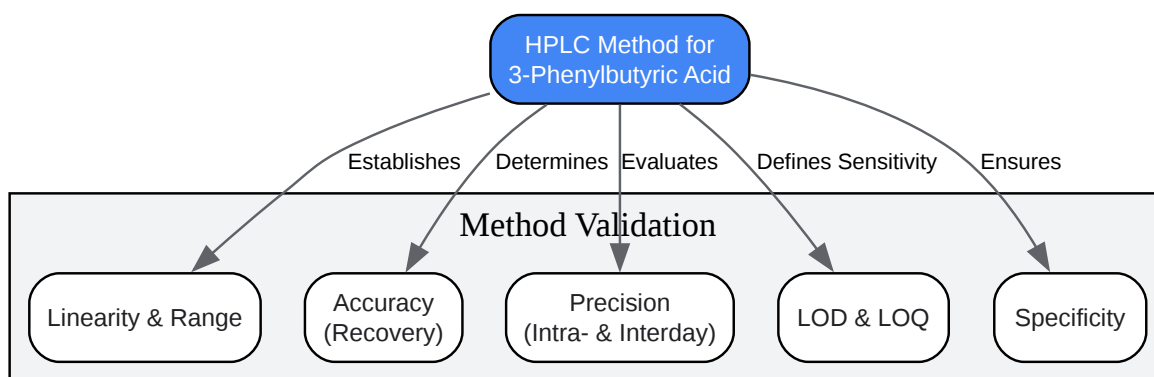 HPLC Method for
3-Phenylbutyric Acid
Establishes
Determines
Evaluates
Defines Sensitivity
Ensures
Method Validation
Linearity & Range
Accuracy
(Recovery)
Precision
(Intra- & Interday)
LOD & LOQ
Specificity